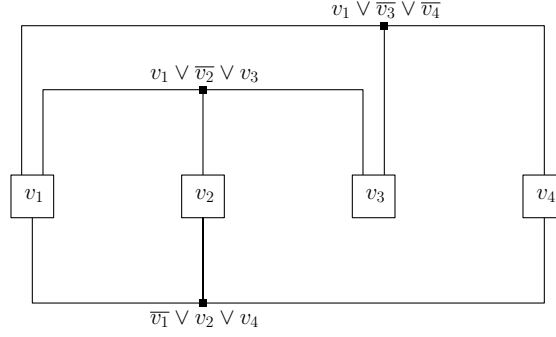 v₁ ∨ v̅₃ ∨ v̅₄
v₁ ∨ v̅₂ ∨ v₃
v₁ v₂ v₃ v₄
v̅₁ ∨ v₂ ∨ v₄